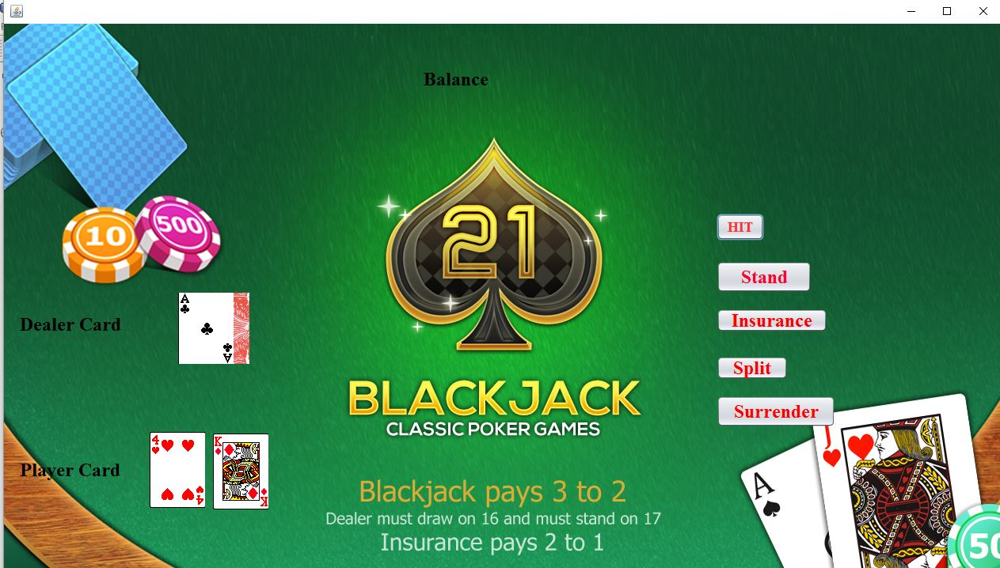 Balance
10
500
21
HIT
Stand
Dealer Card
A
A
Insurance
Split
BLACKJACK
CLASSIC POKER GAMES
Surrender
Player Card
4
4
K
K
J
A
Blackjack pays 3 to 2
Dealer must draw on 16 and must stand on 17
Insurance pays 2 to 1